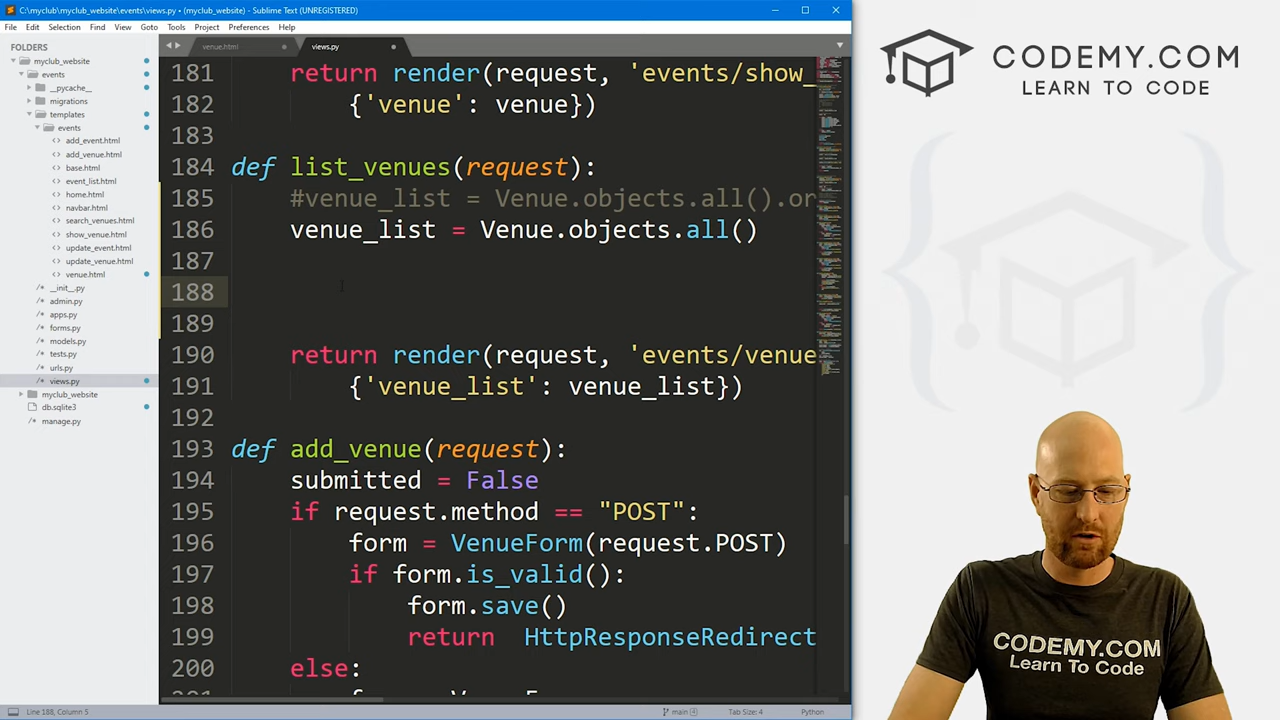 C:\myclub\myclub_website\events\views.py • (myclub_website) - Sublime Text (UNREGISTERED)
File Edit Selection Find View Goto Tools Project Preferences Help
FOLDERS
myclub_website
events
__pycache__
migrations
templates
events
add_event.html
add_venue.html
base.html
event_list.html
home.html
navbar.html
search_venues.html
show_venue.html
update_event.html
update_venue.html
venue.html
__init__.py
admin.py
apps.py
forms.py
models.py
tests.py
urls.py
views.py
myclub_website
db.sqlite3
manage.py
venue.html views.py
181 return render(request, 'events/show_
182 {'venue': venue})
183
184 def list_venues(request):
185 #venue_list = Venue.objects.all().or
186 venue_list = Venue.objects.all()
187
188
189
190 return render(request, 'events/venue
191 {'venue_list': venue_list})
192
193 def add_venue(request):
194 submitted = False
195 if request.method == "POST":
196 form = VenueForm(request.POST)
197 if form.is_valid():
198 form.save()
199 return HttpResponseRedirect
200 else:
Line 188, Column 5
main 4 Tab Size: 4 Python
CODEMY.COM
LEARN TO CODE
CODEMY.COM
Learn To Code